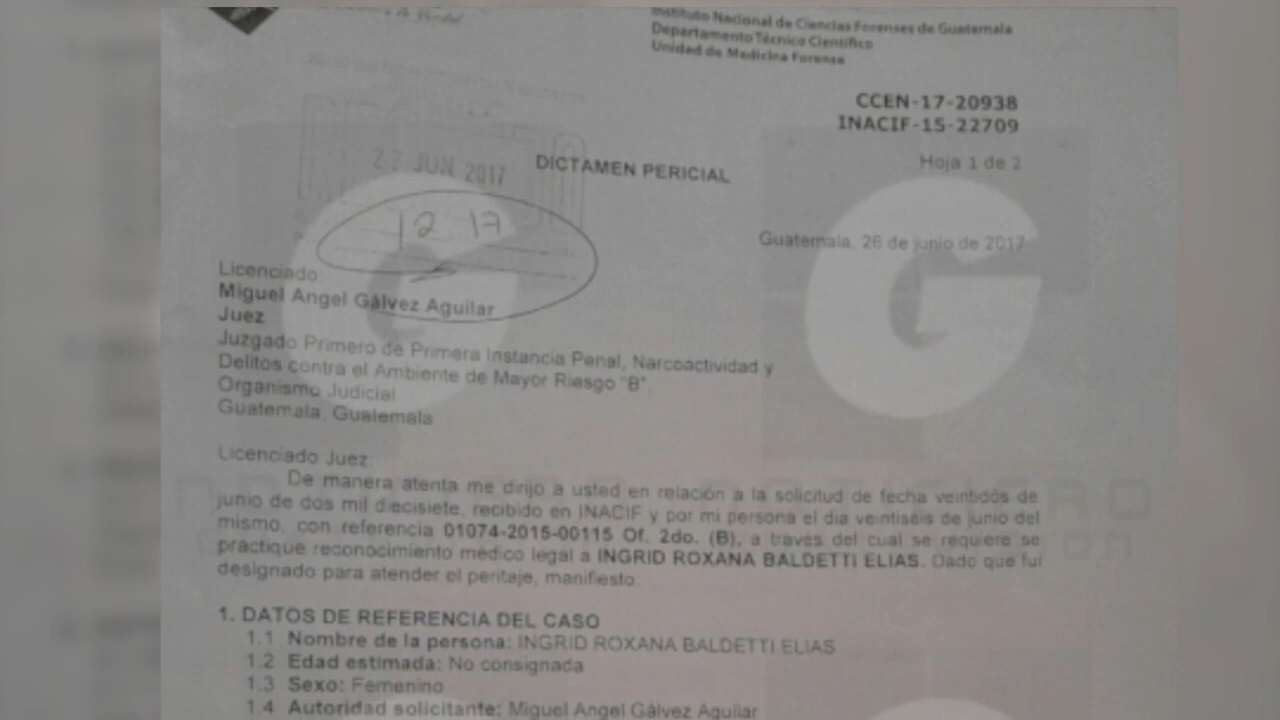 Instituto Nacional de Ciencias Forenses de Guatemala
Departamento Técnico Científico
Unidad de Medicina Forense
CCEN-17-20938
INACIF-15-22709
Hoja 1 de 2
27 JUN 2017
DICTAMEN PERICIAL
12 17
Guatemala, 26 de junio de 2017
Licenciado
Miguel Angel Gálvez Aguilar
Juez
Juzgado Primero de Primera Instancia Penal, Narcoactividad y
Delitos contra el Ambiente de Mayor Riesgo "B".
Organismo Judicial
Guatemala, Guatemala
Licenciado Juez:
De manera atenta me dirijo a usted en relación a la solicitud de fecha veintidós de
junio de dos mil diecisiete, recibido en INACIF y por mi persona el día veintiséis de junio del
mismo, con referencia 01074-2015-00115 Of. 2do. (B), a través del cual se requiere se
practique reconocimiento médico legal a INGRID ROXANA BALDETTI ELIAS. Dado que fui
designado para atender el peritaje, manifiesto:
1. DATOS DE REFERENCIA DEL CASO
1.1 Nombre de la persona: INGRID ROXANA BALDETTI ELIAS
1.2 Edad estimada: No consignada
1.3 Sexo: Femenino
1.4 Autoridad solicitante: Miguel Angel Gálvez Aguilar